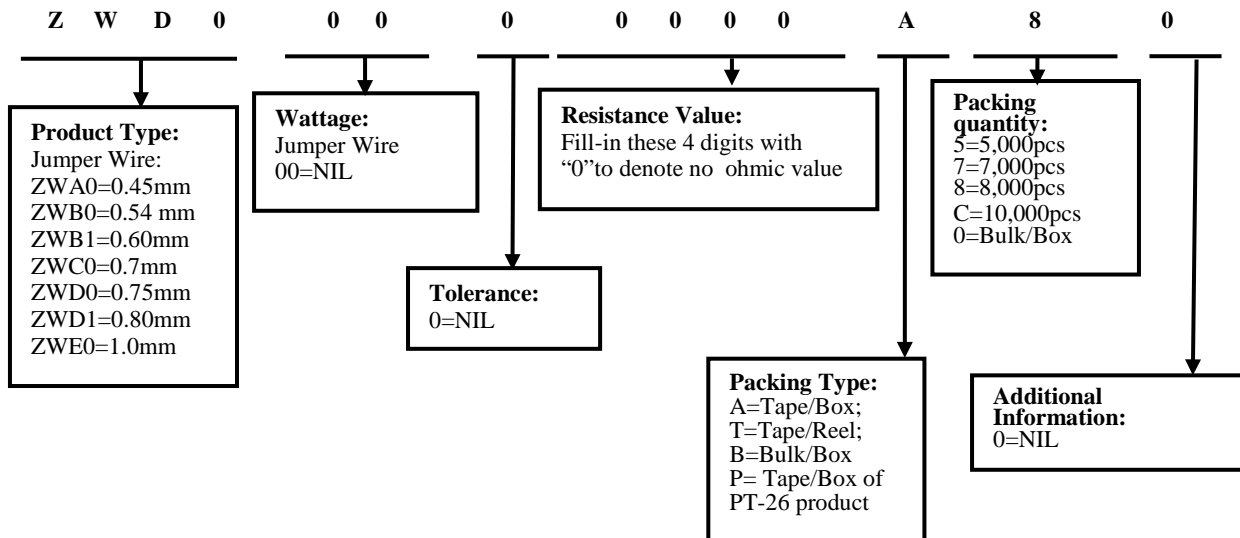 Z W D 0 0 0 0 0 0 0 0 A 8 0
Product Type:
Jumper Wire:
ZWA0=0.45mm
ZWB0=0.54 mm
ZWB1=0.60mm
ZWC0=0.7mm
ZWD0=0.75mm
ZWD1=0.80mm
ZWE0=1.0mm
Wattage:
Jumper Wire
00=NIL
Tolerance:
0=NIL
Resistance Value:
Fill-in these 4 digits with
“0”to denote no ohmic value
Packing Type:
A=Tape/Box;
T=Tape/Reel;
B=Bulk/Box
P= Tape/Box of
PT-26 product
Packing
quantity:
5=5,000pcs
7=7,000pcs
8=8,000pcs
C=10,000pcs
0=Bulk/Box
Additional
Information:
0=NIL